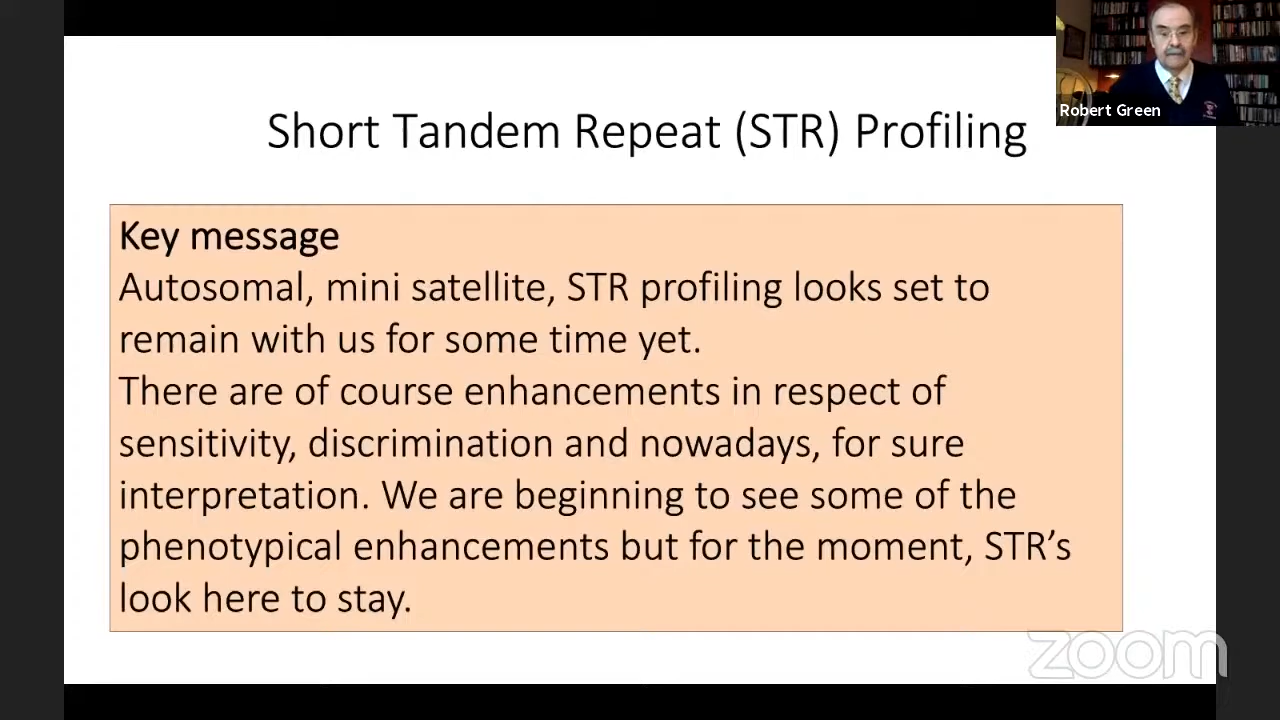 Robert Green
Short Tandem Repeat (STR) Profiling
Key message
Autosomal, mini satellite, STR profiling looks set to
remain with us for some time yet.
There are of course enhancements in respect of
sensitivity, discrimination and nowadays, for sure
interpretation. We are beginning to see some of the
phenotypical enhancements but for the moment, STR’s
look here to stay.
zoom